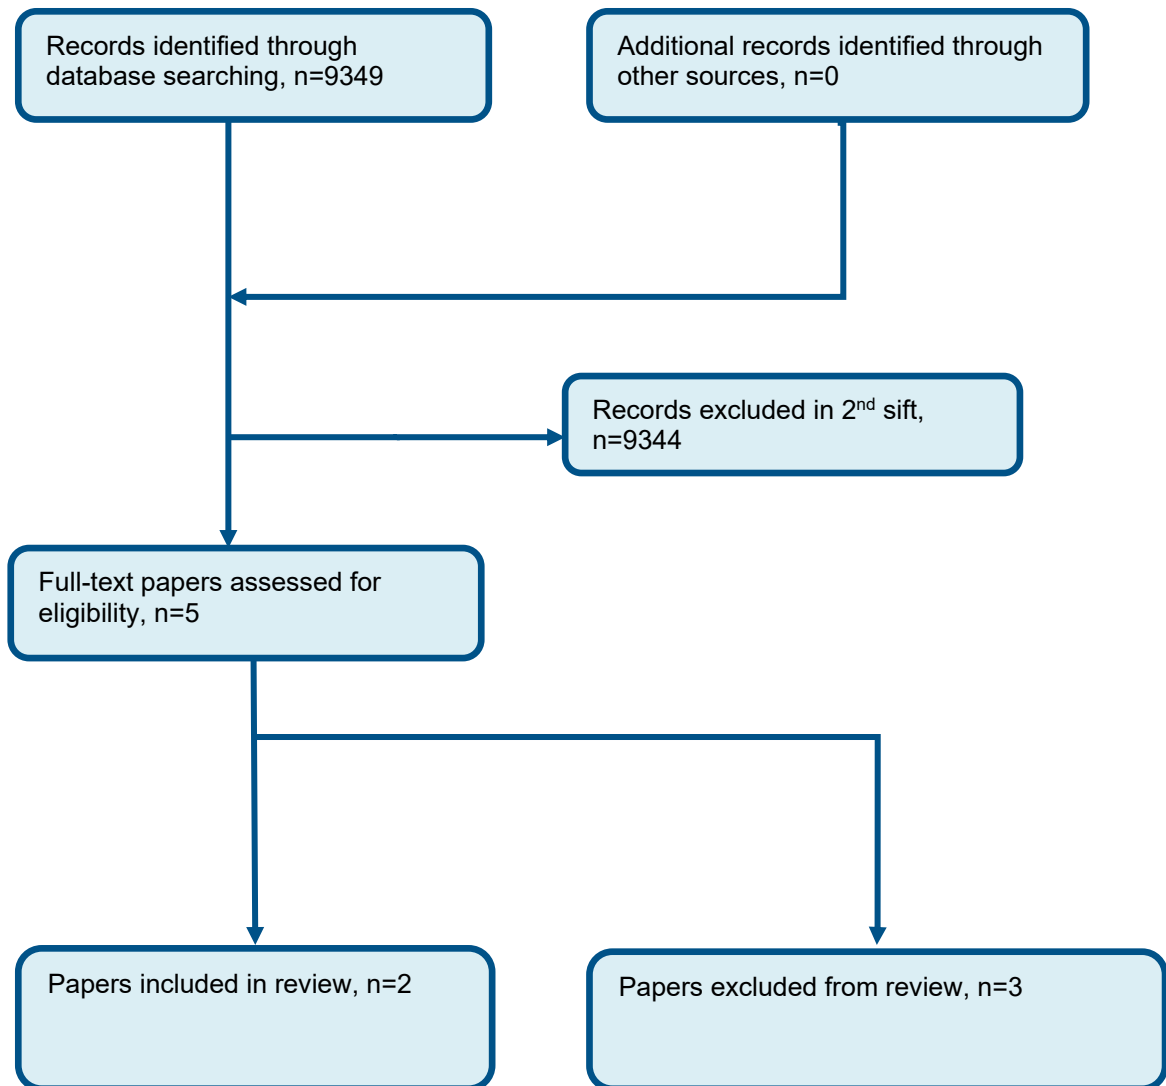 Records identified through
database searching, n=9349
Additional records identified through
other sources, n=0
Records excluded in 2nd sift,
n=9344
Full-text papers assessed for
eligibility, n=5
Papers included in review, n=2
Papers excluded from review, n=3